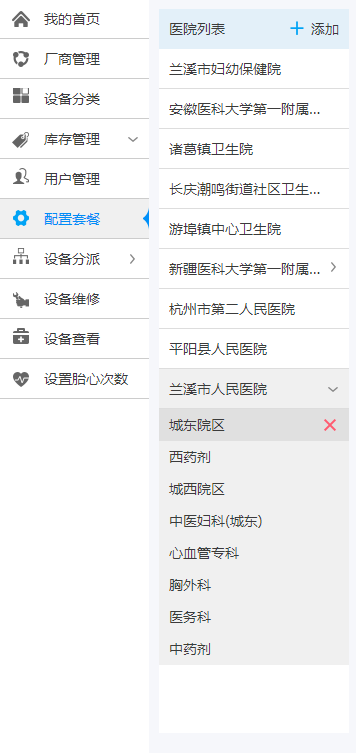 我的首页
厂商管理
设备分类
库存管理
用户管理
配置套餐
设备分派
设备维修
设备查看
设置胎心次数
医院列表
添加
兰溪市妇幼保健院
安徽医科大学第一附属...
诸葛镇卫生院
长庆潮鸣街道社区卫生...
游埠镇中心卫生院
新疆医科大学第一附属...
杭州市第二人民医院
平阳县人民医院
兰溪市人民医院
城东院区
西药剂
城西院区
中医妇科(城东)
心血管专科
胸外科
医务科
中药剂